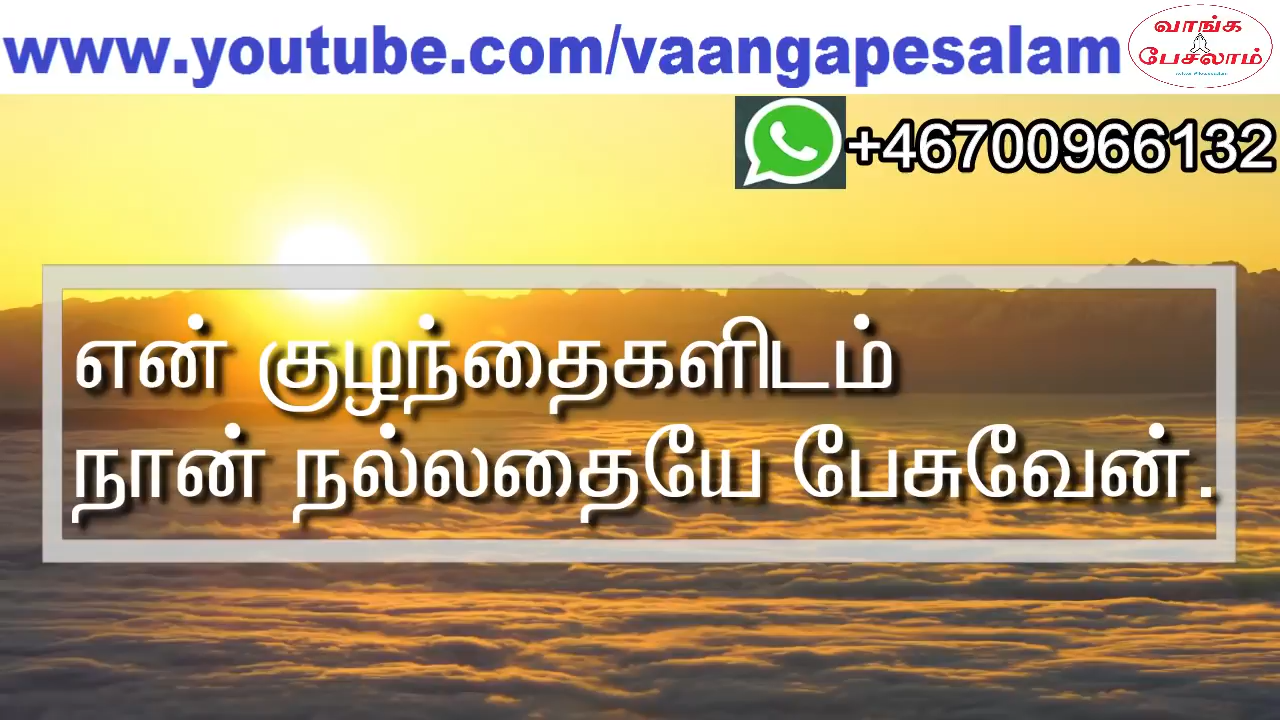 www.youtube.com/vaangapesalam
வாங்க
பேசலாம்
+46700966132
என் குழந்தைகளிடம்
நான் நல்லதையே பேசுவேன்.